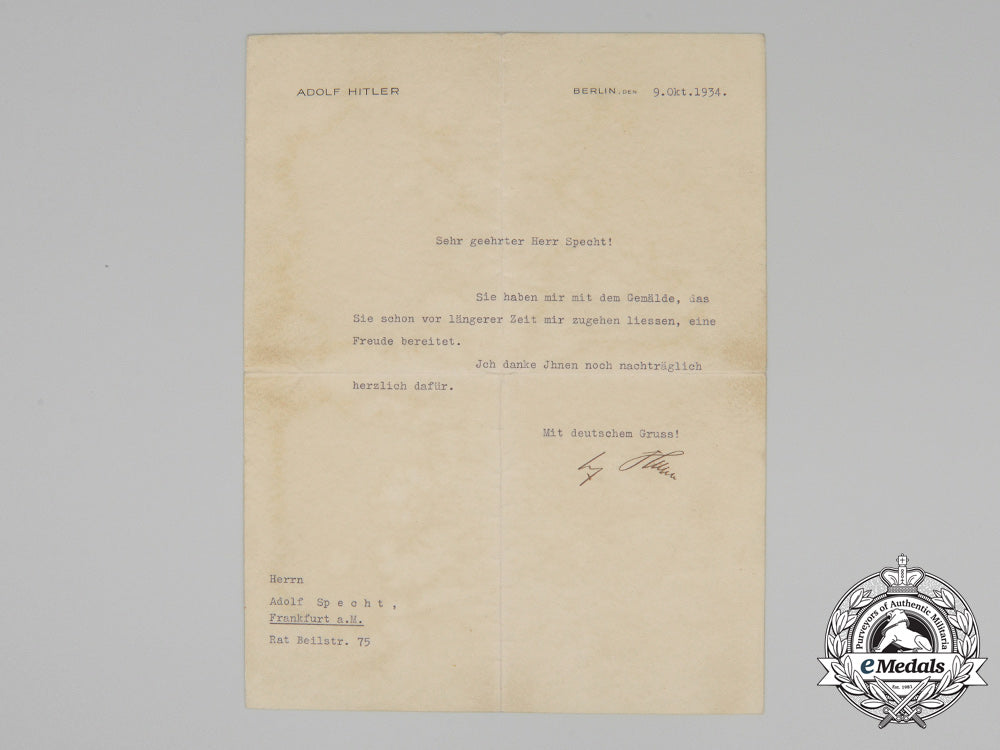 ADOLF HITLER
BERLIN, DEN 9.Okt.1934.
Sehr geehrter Herr Specht!
Sie haben mir mit dem Gemälde, das
Sie schon vor längerer Zeit mir zugehen liessen, eine
Freude bereitet.
Jch danke Jhnen noch nachträglich
herzlich dafür.
Mit deutschem Gruss!
Herrn
Adolf S p e c h t ,
Frankfurt a.M.
Rat Beilstr. 75
Purveyors of Authentic Militaria
eMedals
Est. 1981